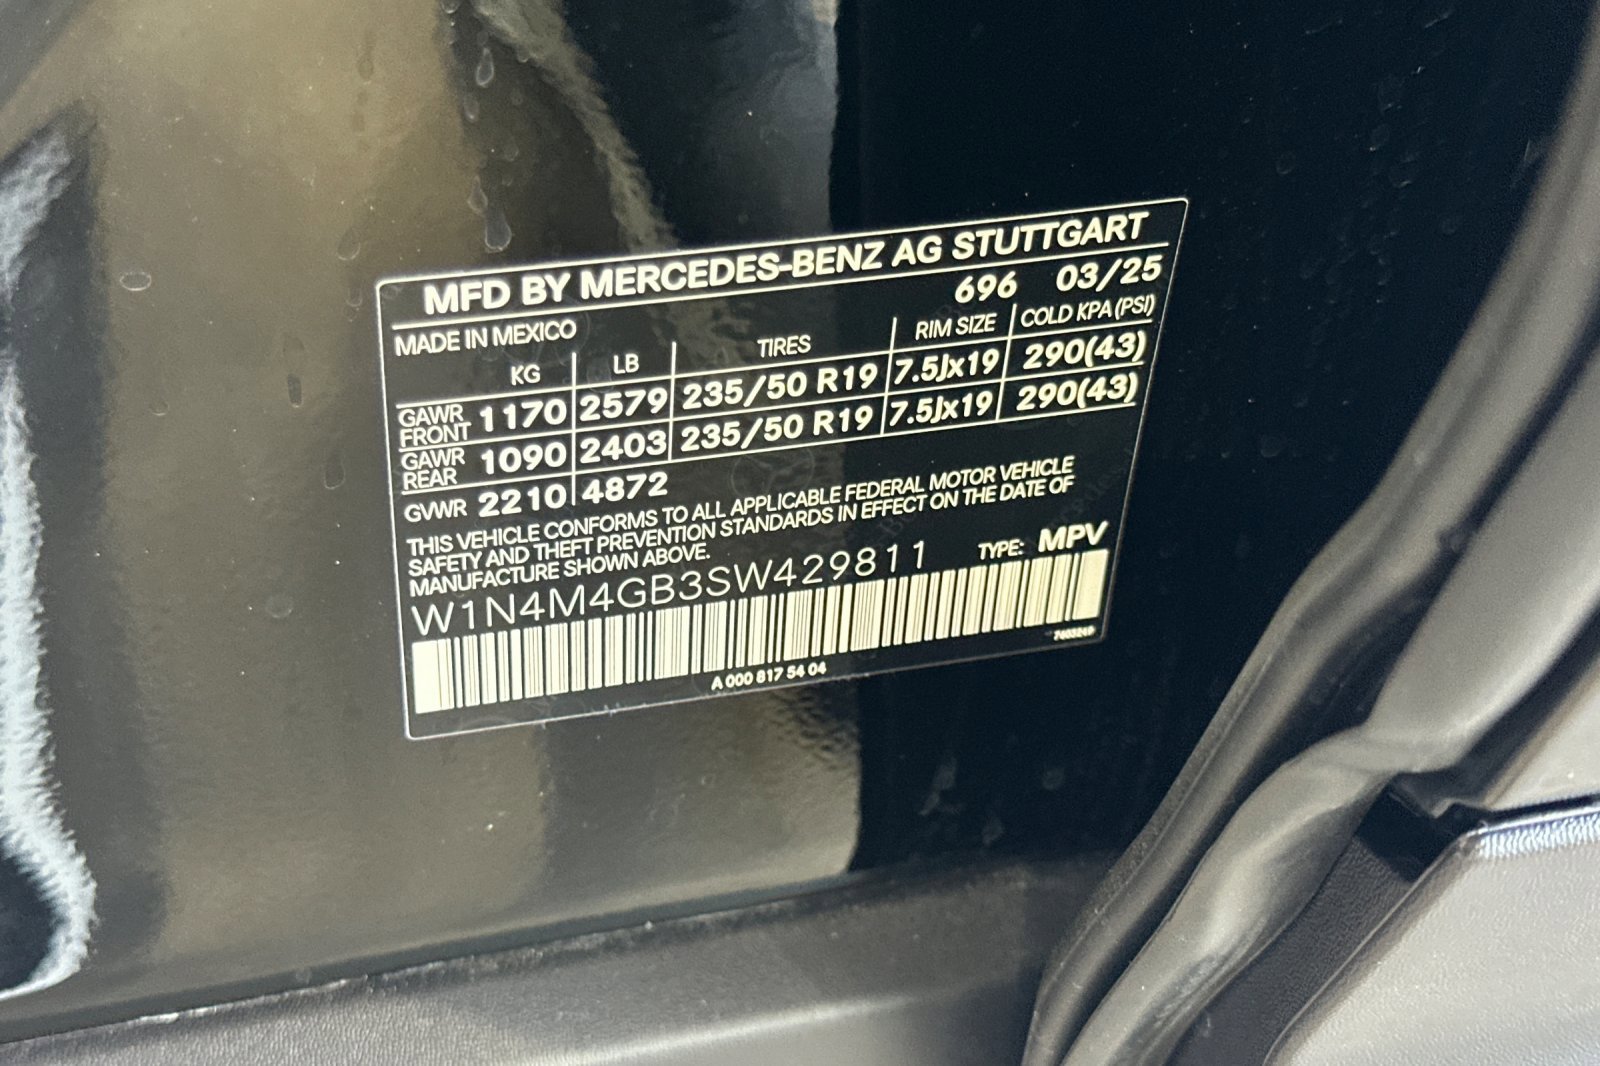 MFD BY MERCEDES-BENZ AG STUTTGART
696 03/25
MADE IN MEXICO
KG LB TIRES RIM SIZE COLD KPA (PSI)
GAWR FRONT 1170 2579 235/50 R19 7.5Jx19 290(43)
GAWR REAR 1090 2403 235/50 R19 7.5Jx19 290(43)
GVWR 2210 4872
THIS VEHICLE CONFORMS TO ALL APPLICABLE FEDERAL MOTOR VEHICLE
SAFETY AND THEFT PREVENTION STANDARDS IN EFFECT ON THE DATE OF
MANUFACTURE SHOWN ABOVE.
W1N4M4GB3SW429811 TYPE: MPV
A 000 817 54 04